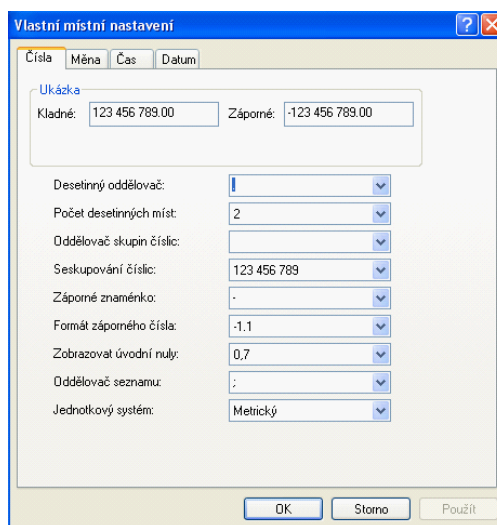 Vlastní místní nastavení
Čísla Měna Čas Datum
Ukázka
Kladné: 123 456 789.00 Záporné: -123 456 789.00
Desetinný oddělovač: .
Počet desetinných míst: 2
Oddělovač skupin číslic:
Seskupování číslic: 123 456 789
Záporné znaménko: -
Formát záporného čísla: -1.1
Zobrazovat úvodní nuly: 0,7
Oddělovač seznamu: ;
Jednotkový systém: Metrický
OK Storno Použít